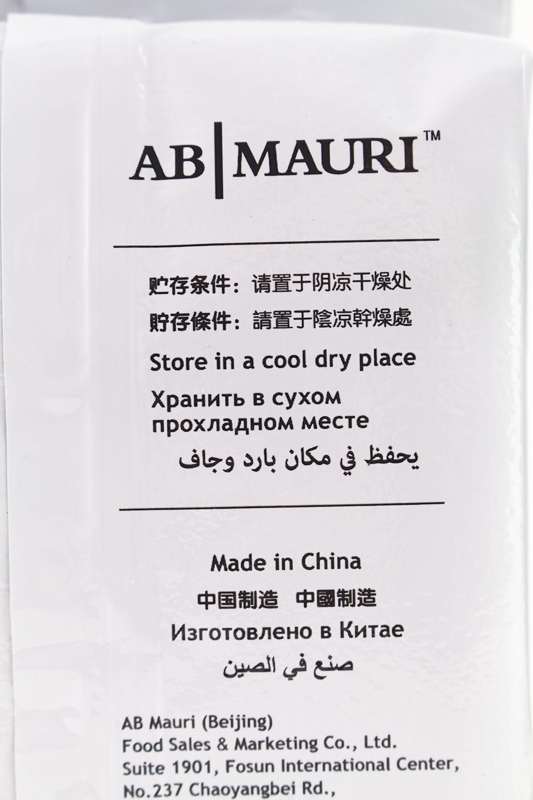 AB|MAURI™
贮存条件：请置于阴凉干燥处
貯存條件：請置于陰凉幹燥處
Store in a cool dry place
Хранить в сухом
прохладном месте
يحفظ في مكان بارد وجاف
Made in China
中国制造 中國制造
Изготовлено в Китае
صنع في الصين
AB Mauri (Beijing)
Food Sales & Marketing Co., Ltd.
Suite 1901, Fosun International Center,
No.237 Chaoyangbei Rd.,